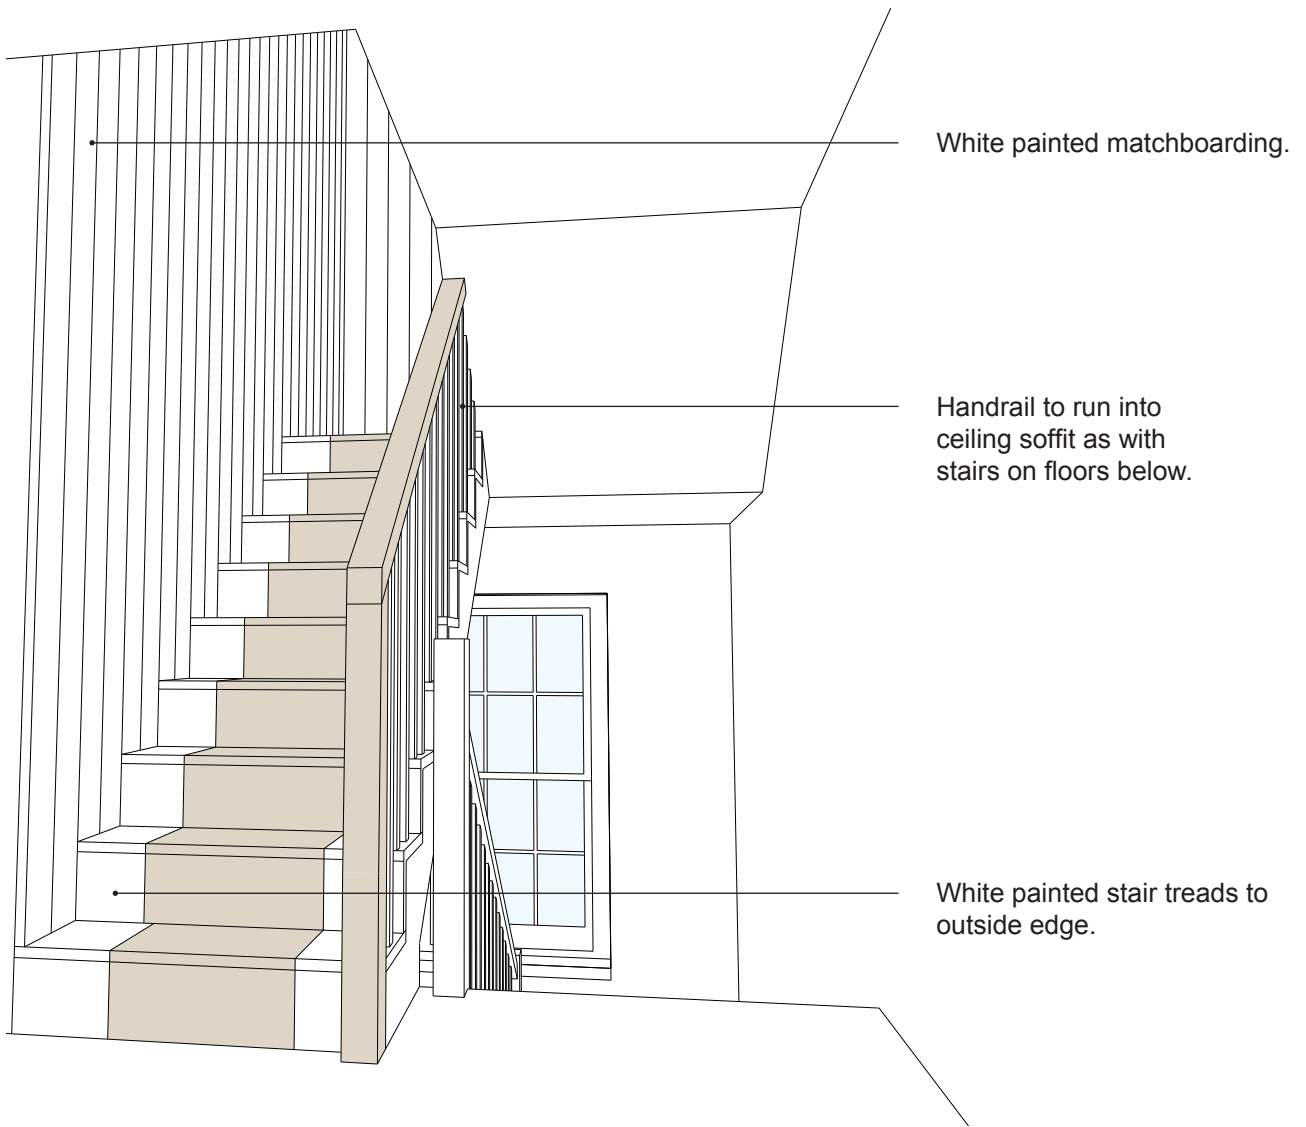 White painted matchboarding.
Handrail to run into
ceiling soffit as with
stairs on floors below.
White painted stair treads to
outside edge.